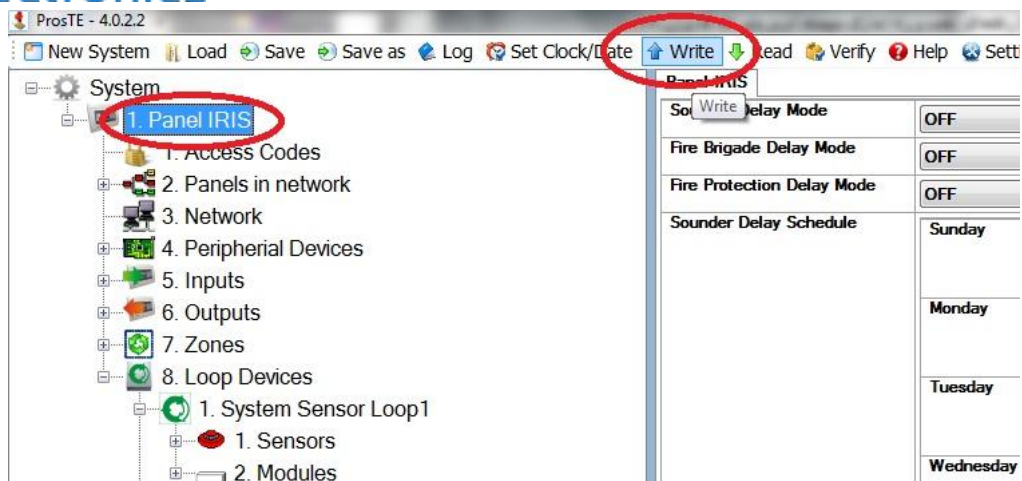 ProsTE - 4.0.2.2
New System Load Save Save as Log Set Clock/Date Write Read Verify Help
System
1. Panel IRIS
1. Access Codes
2. Panels in network
3. Network
4. Peripherial Devices
5. Inputs
6. Outputs
7. Zones
8. Loop Devices
1. System Sensor Loop1
1. Sensors
2. Modules
Panel IRIS
Write
Delay Mode OFF
Fire Brigade Delay Mode OFF
Fire Protection Delay Mode OFF
Sounder Delay Schedule Sunday
Monday
Tuesday
Wednesday